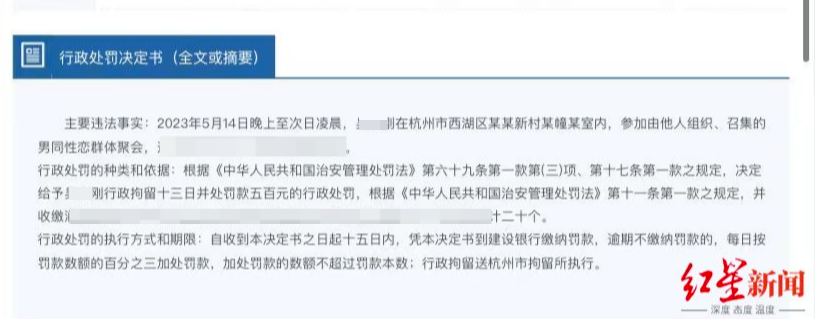 行政处罚决定书（全文或摘要）
主要违法事实：2023年5月14日晚上至次日凌晨，刚在杭州市西湖区某某新村某幢某室内，参加由他人组织、召集的
男同性恋群体聚会，
行政处罚的种类和依据：根据《中华人民共和国治安管理处罚法》第六十九条第一款第(三)项、第十七条第一款之规定，决定
给予刚行政拘留十三日并处罚款五百元的行政处罚，根据《中华人民共和国治安管理处罚法》第十一条第一款之规定，并
收缴计二十个。
行政处罚的执行方式和期限：自收到本决定书之日起十五日内，凭本决定书到建设银行缴纳罚款，逾期不缴纳罚款的，每日按
罚款数额的百分之三加处罚款，加处罚款的数额不超过罚款本数；行政拘留送杭州市拘留所执行。
红星新闻
深度 态度 温度